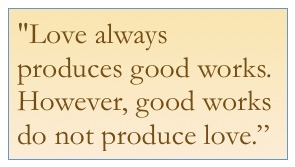 "Love always
produces good works.
However, good works
do not produce love.”